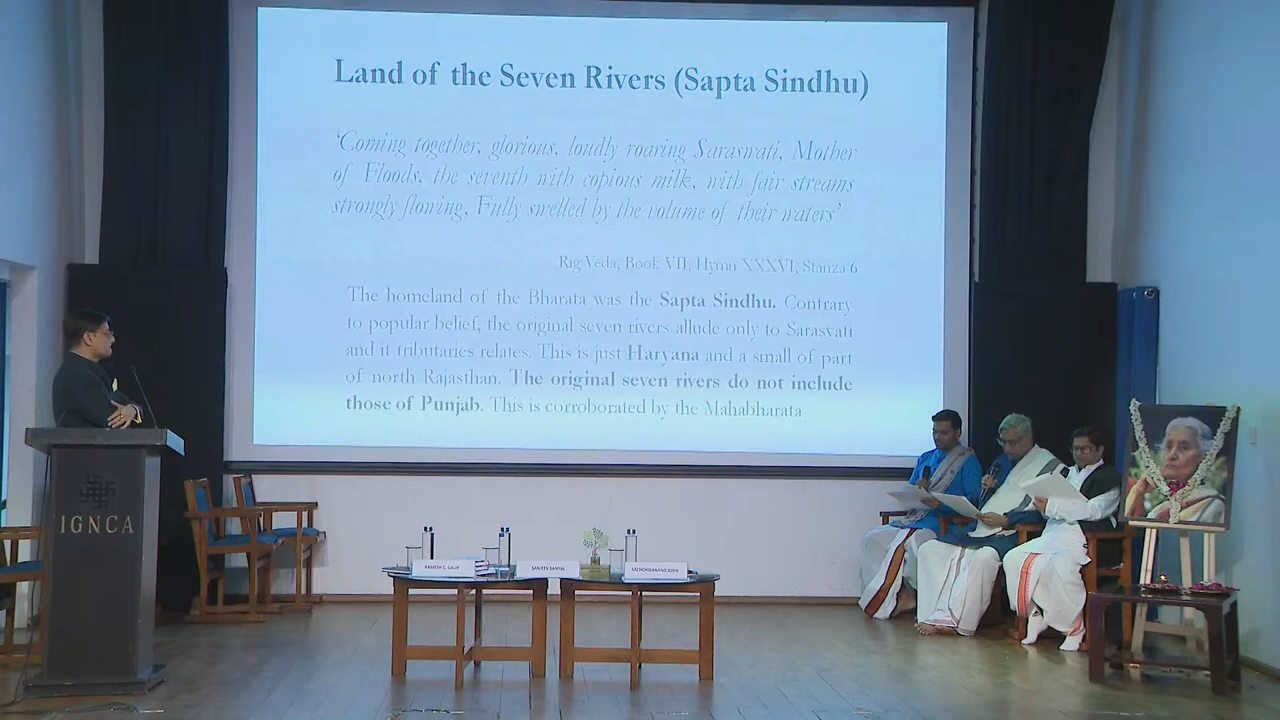 Land of the Seven Rivers (Sapta Sindhu)
'Coming together, glorious, loudly roaring Saraswati, Mother
of Floods, the seventh with copious milk, with fair streams
strongly flowing, Fully swelled by the volume of their waters'
Rig Veda, Book VII, Hymn XXXVI, Stanza 6
The homeland of the Bharata was the Sapta Sindhu. Contrary
to popular belief, the original seven rivers allude only to Sarasvati
and it tributaries relates. This is just Haryana and a small of part
of north Rajasthan. The original seven rivers do not include
those of Punjab. This is corroborated by the Mahabharata
IGNCA
RAMESH C. GAUR
SANJEEV SANYAL
SACHCHIDANAND JOSHI